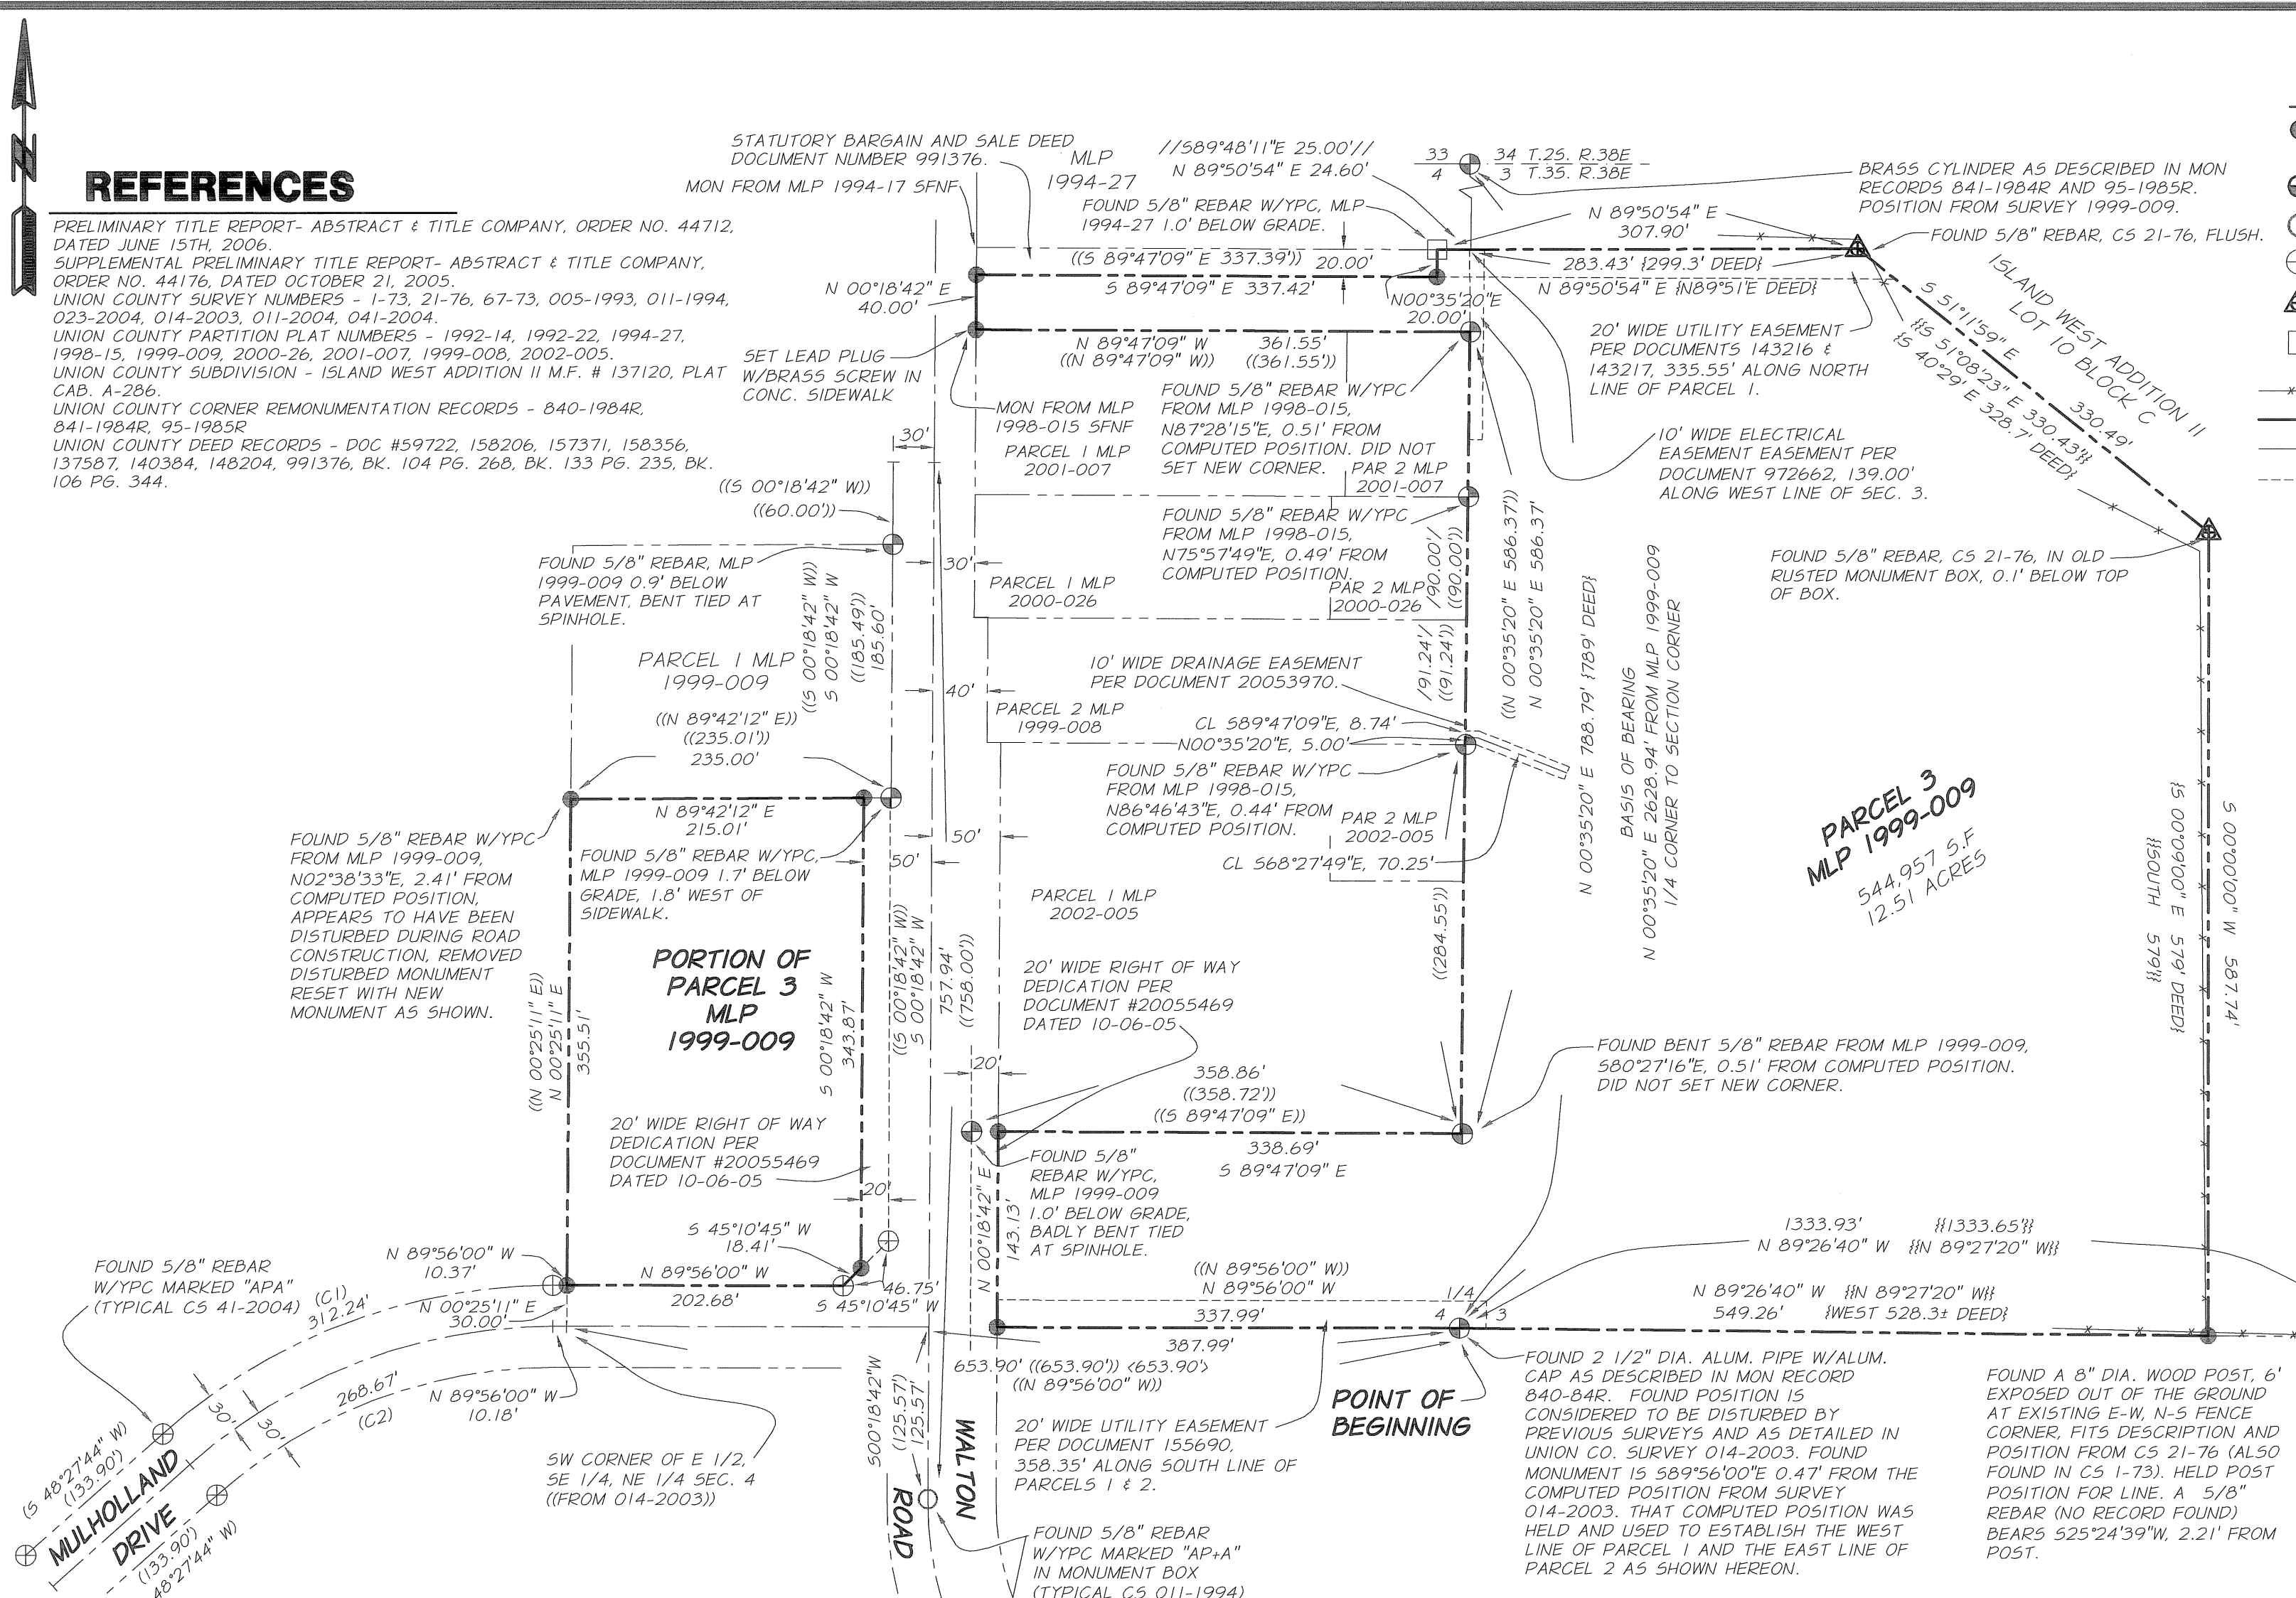 N
REFERENCES
PRELIMINARY TITLE REPORT- ABSTRACT & TITLE COMPANY, ORDER NO. 44712,
DATED JUNE 15TH, 2006.
SUPPLEMENTAL PRELIMINARY TITLE REPORT- ABSTRACT & TITLE COMPANY,
ORDER NO. 44176, DATED OCTOBER 21, 2005.
UNION COUNTY SURVEY NUMBERS - 1-73, 21-76, 67-73, 005-1993, 011-1994,
023-2004, 014-2003, 011-2004, 041-2004.
UNION COUNTY PARTITION PLAT NUMBERS - 1992-14, 1992-22, 1994-27,
1998-15, 1999-009, 2000-26, 2001-007, 1999-008, 2002-005.
UNION COUNTY SUBDIVISION - ISLAND WEST ADDITION II M.F. # 137120, PLAT
CAB. A-286.
UNION COUNTY CORNER REMONUMENTATION RECORDS - 840-1984R,
841-1984R, 95-1985R
UNION COUNTY DEED RECORDS - DOC #59722, 158206, 157371, 158356,
137587, 140384, 148204, 991376, BK. 104 PG. 268, BK. 133 PG. 235, BK.
106 PG. 344.
STATUTORY BARGAIN AND SALE DEED
DOCUMENT NUMBER 991376.
MON FROM MLP 1994-17 SFNF
MLP
1994-27
//S89°48'11"E 25.00'//
N 89°50'54" E 24.60'
FOUND 5/8" REBAR W/YPC, MLP
1994-27 1.0' BELOW GRADE.
33 34 T.2S. R.38E
4 3 T.3S. R.38E
BRASS CYLINDER AS DESCRIBED IN MON
RECORDS 841-1984R AND 95-1985R.
POSITION FROM SURVEY 1999-009.
N 89°50'54" E
307.90'
FOUND 5/8" REBAR, CS 21-76, FLUSH.
283.43' {299.3' DEED}
N 89°50'54" E {N89°51'E DEED}
((S 89°47'09" E 337.39'))
20.00'
S 89°47'09" E 337.42'
N 00°18'42" E
40.00'
N00°35'20"E
20.00'
N 89°47'09" W 361.55'
((N 89°47'09" W)) ((361.55'))
SET LEAD PLUG
W/BRASS SCREW IN
CONC. SIDEWALK
MON FROM MLP
1998-015 SFNF
20' WIDE UTILITY EASEMENT
PER DOCUMENTS 143216 &
143217, 335.55' ALONG NORTH
LINE OF PARCEL 1.
ISLAND WEST ADDITION II
LOT 10 BLOCK C
S 51°11'59" E 330.49'
{{S 51°08'23" E 330.43'}}
{S 40°29' E 328.7' DEED}
FOUND 5/8" REBAR W/YPC
FROM MLP 1998-015,
N87°28'15"E, 0.51' FROM
COMPUTED POSITION. DID NOT
SET NEW CORNER.
PARCEL 1 MLP
2001-007
PAR 2 MLP
2001-007
10' WIDE ELECTRICAL
EASEMENT EASEMENT PER
DOCUMENT 972662, 139.00'
ALONG WEST LINE OF SEC. 3.
30'
((S 00°18'42" W))
((60.00'))
FOUND 5/8" REBAR W/YPC
FROM MLP 1998-015,
N75°57'49"E, 0.49' FROM
COMPUTED POSITION.
FOUND 5/8" REBAR, MLP
1999-009 0.9' BELOW
PAVEMENT, BENT TIED AT
SPINHOLE.
30'
PARCEL 1 MLP
2000-026
PAR 2 MLP
2000-026
/90.00'/
((90.00'))
((N 00°35'20" E 586.37'))
N 00°35'20" E 586.37'
FOUND 5/8" REBAR, CS 21-76, IN OLD
RUSTED MONUMENT BOX, 0.1' BELOW TOP
OF BOX.
PARCEL 1 MLP
1999-009
((S 00°18'42" W))
S 00°18'42" W
((185.49'))
185.60'
40'
10' WIDE DRAINAGE EASEMENT
PER DOCUMENT 20053970.
/91.24'/
((91.24'))
N 00°35'20" E 788.79' {789' DEED}
BASIS OF BEARING
N 00°35'20" E 2628.94' FROM MLP 1999-009
1/4 CORNER TO SECTION CORNER
PARCEL 2 MLP
1999-008
CL S89°47'09"E, 8.74'
N00°35'20"E, 5.00'
((N 89°42'12" E))
((235.01'))
235.00'
FOUND 5/8" REBAR W/YPC
FROM MLP 1998-015,
N86°46'43"E, 0.44' FROM
COMPUTED POSITION.
PAR 2 MLP
2002-005
CL S68°27'49"E, 70.25'
PARCEL 3
MLP 1999-009
544,957 S.F
12.51 ACRES
N 89°42'12" E
215.01'
50'
50'
FOUND 5/8" REBAR W/YPC
FROM MLP 1999-009,
N02°38'33"E, 2.41' FROM
COMPUTED POSITION,
APPEARS TO HAVE BEEN
DISTURBED DURING ROAD
CONSTRUCTION, REMOVED
DISTURBED MONUMENT
RESET WITH NEW
MONUMENT AS SHOWN.
FOUND 5/8" REBAR W/YPC,
MLP 1999-009 1.7' BELOW
GRADE, 1.8' WEST OF
SIDEWALK.
PARCEL 1 MLP
2002-005
((284.55'))
{S 00°09'00" E 579' DEED}
{{SOUTH 579'}}
S 00°00'00" W 587.74'
PORTION OF
PARCEL 3
MLP
1999-009
((N 00°25'11" E))
N 00°25'11" E
355.51'
S 00°18'42" W
343.87'
((S 00°18'42" W))
S 00°18'42" W
757.94'
((758.00'))
20' WIDE RIGHT OF WAY
DEDICATION PER
DOCUMENT #20055469
DATED 10-06-05
FOUND BENT 5/8" REBAR FROM MLP 1999-009,
S80°27'16"E, 0.51' FROM COMPUTED POSITION.
DID NOT SET NEW CORNER.
20'
358.86'
((358.72'))
((S 89°47'09" E))
338.69'
S 89°47'09" E
20' WIDE RIGHT OF WAY
DEDICATION PER
DOCUMENT #20055469
DATED 10-06-05
20'
N 00°18'42" E
143.13'
FOUND 5/8"
REBAR W/YPC,
MLP 1999-009
1.0' BELOW GRADE,
BADLY BENT TIED
AT SPINHOLE.
S 45°10'45" W
18.41'
1333.93' {{1333.65'}}
N 89°26'40" W {{N 89°27'20" W}}
FOUND 5/8" REBAR
W/YPC MARKED "APA"
(TYPICAL CS 41-2004)
N 89°56'00" W
10.37'
N 89°56'00" W
202.68'
46.75'
S 45°10'45" W
((N 89°56'00" W))
N 89°56'00" W
337.99'
387.99'
1/4
4 3
N 89°26'40" W {{N 89°27'20" W}}
549.26' {WEST 528.3± DEED}
(C1)
312.24'
N 00°25'11" E
30.00'
653.90' ((653.90')) <653.90'>
((N 89°56'00" W))
268.67'
(C2)
N 89°56'00" W
10.18'
30'
30'
S00°18'42"W
(125.57')
125.57'
POINT OF
BEGINNING
FOUND 2 1/2" DIA. ALUM. PIPE W/ALUM.
CAP AS DESCRIBED IN MON RECORD
840-84R. FOUND POSITION IS
CONSIDERED TO BE DISTURBED BY
PREVIOUS SURVEYS AND AS DETAILED IN
UNION CO. SURVEY 014-2003. FOUND
MONUMENT IS S89°56'00"E 0.47' FROM THE
COMPUTED POSITION FROM SURVEY
014-2003. THAT COMPUTED POSITION WAS
HELD AND USED TO ESTABLISH THE WEST
LINE OF PARCEL 1 AND THE EAST LINE OF
PARCEL 2 AS SHOWN HEREON.
FOUND A 8" DIA. WOOD POST, 6'
EXPOSED OUT OF THE GROUND
AT EXISTING E-W, N-S FENCE
CORNER, FITS DESCRIPTION AND
POSITION FROM CS 21-76 (ALSO
FOUND IN CS 1-73). HELD POST
POSITION FOR LINE. A 5/8"
REBAR (NO RECORD FOUND)
BEARS S25°24'39"W, 2.21' FROM
POST.
20' WIDE UTILITY EASEMENT
PER DOCUMENT 155690,
358.35' ALONG SOUTH LINE OF
PARCELS 1 & 2.
SW CORNER OF E 1/2,
SE 1/4, NE 1/4 SEC. 4
((FROM 014-2003))
WALTON
ROAD
(S 48°27'44" W)
(133.90')
MULHOLLAND
DRIVE
(133.90')
48°27'44" W)
FOUND 5/8" REBAR
W/YPC MARKED "AP+A"
IN MONUMENT BOX
(TYPICAL CS 011-1994)